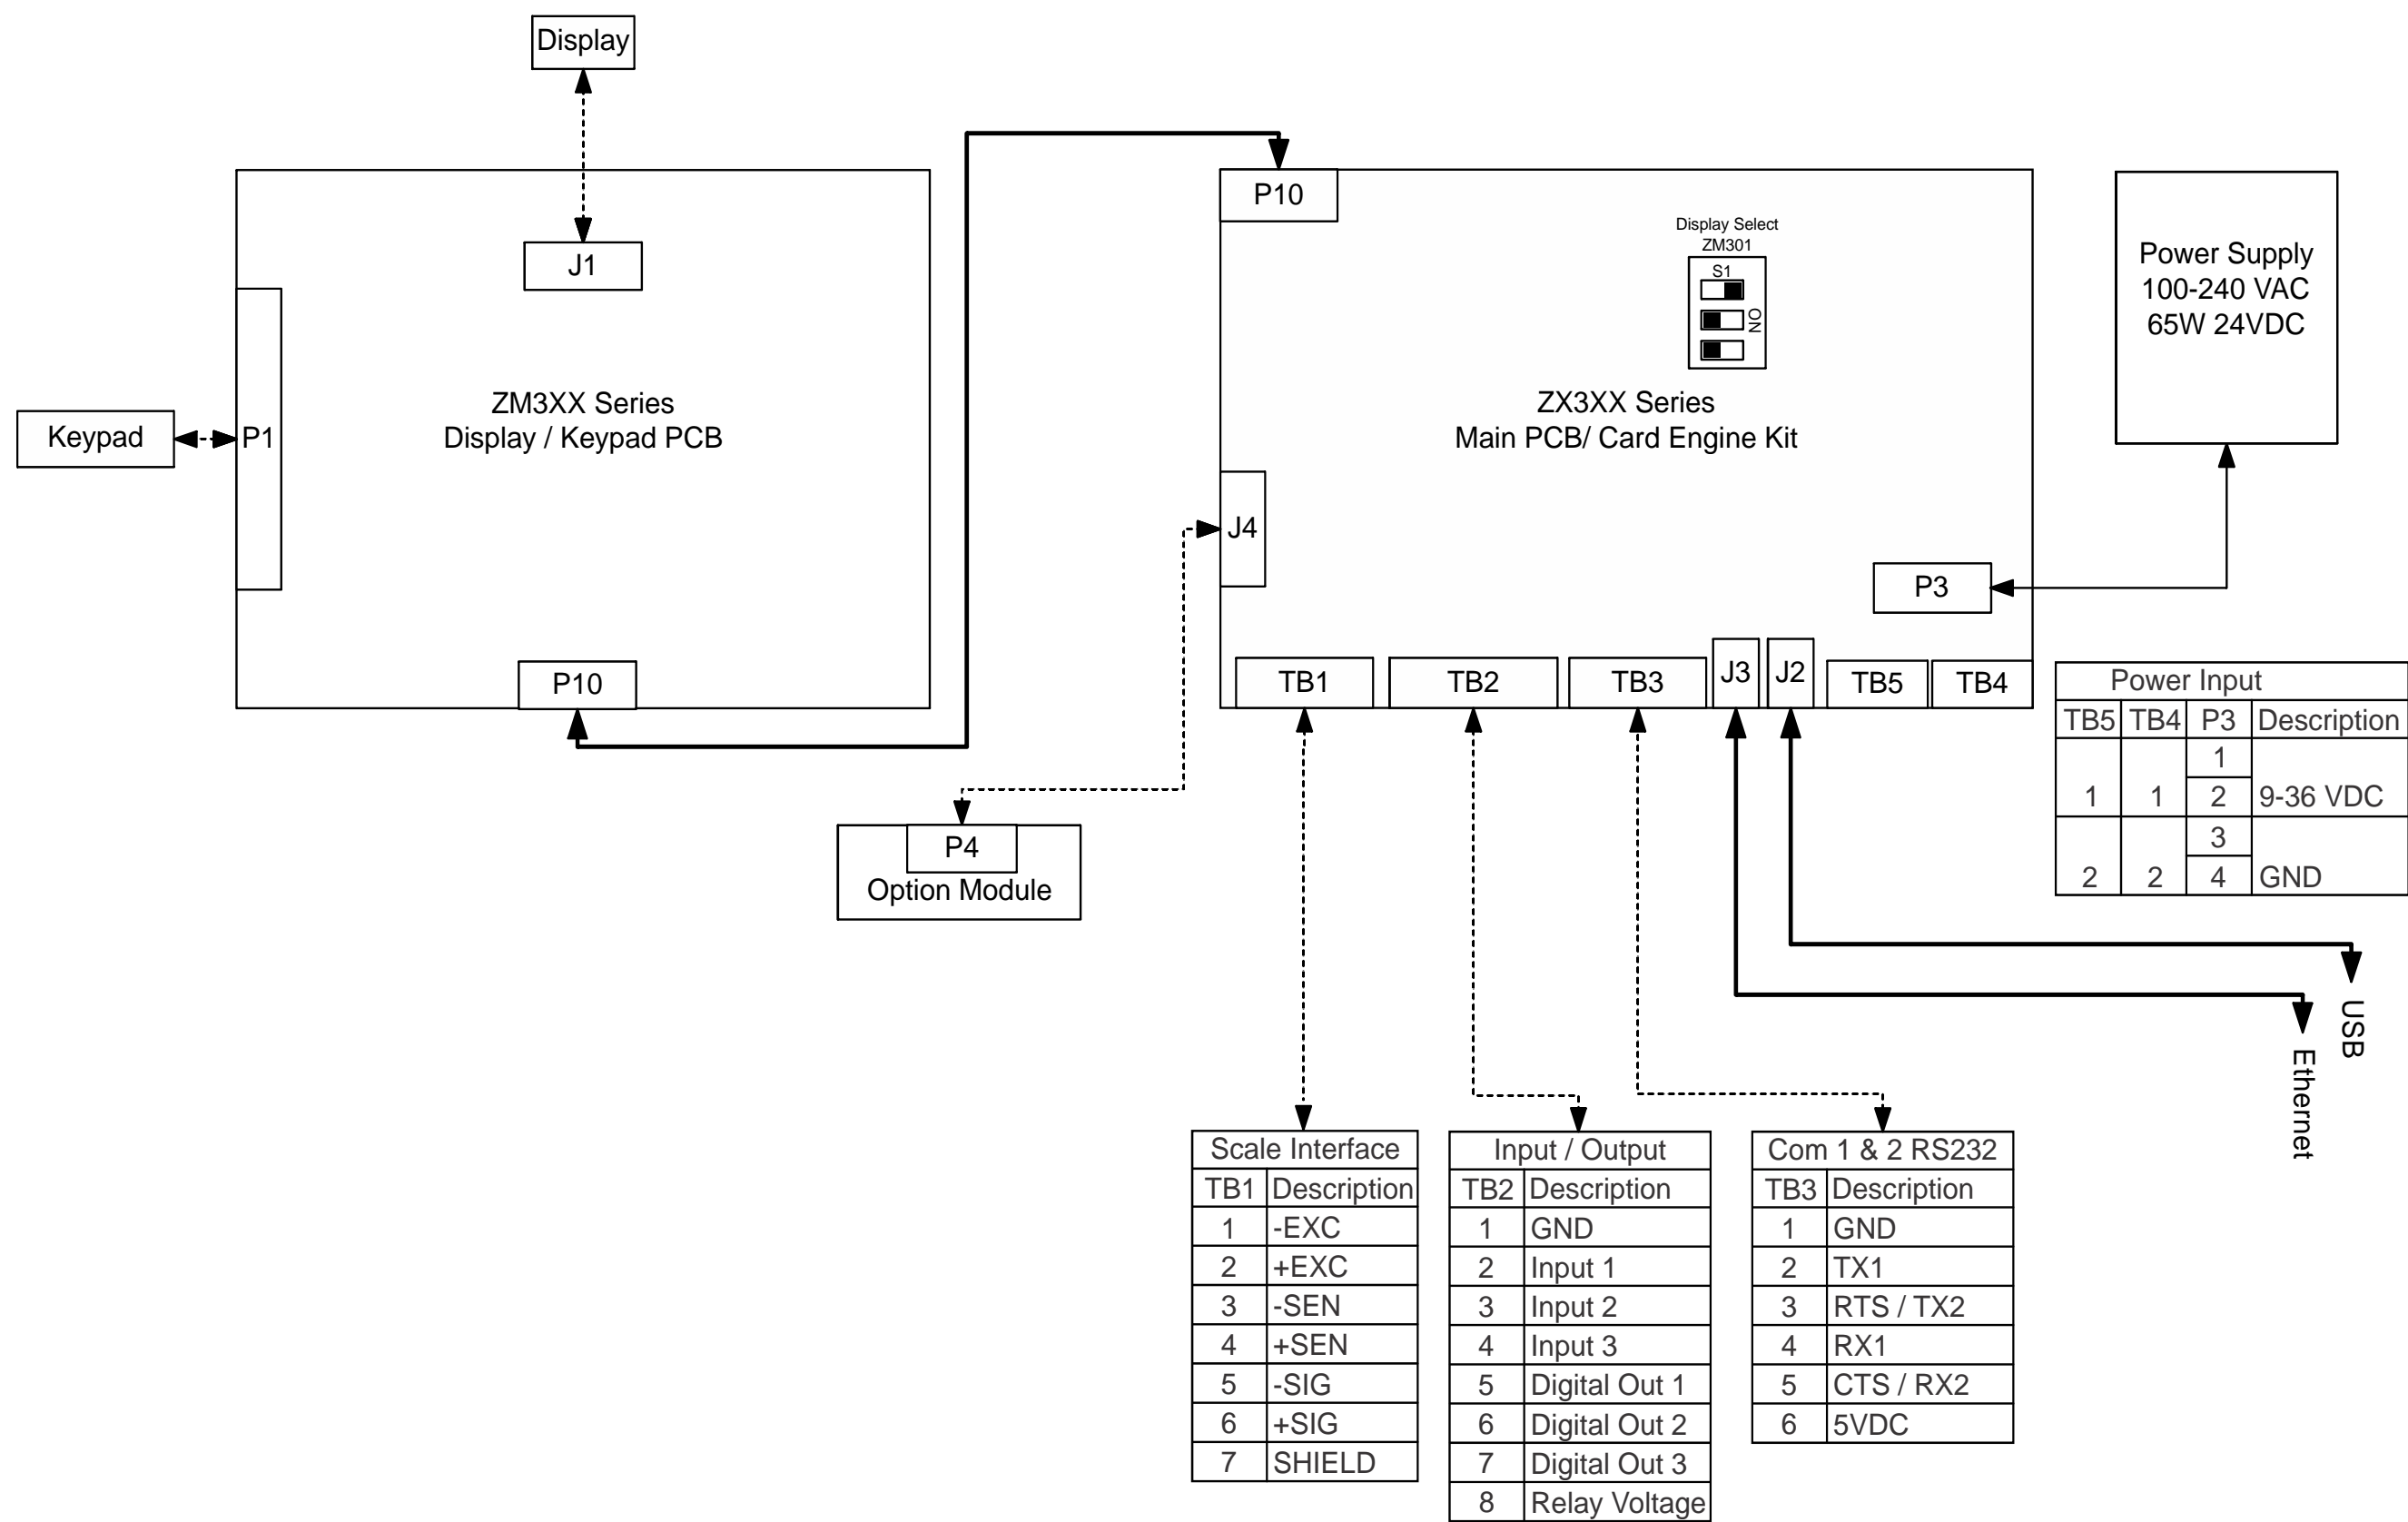 Display
P10
Display Select
ZM301
S1
ON
J1
Power Supply
100-240 VAC
65W 24VDC
ZM3XX Series
Display / Keypad PCB
ZX3XX Series
Main PCB/ Card Engine Kit
Keypad
P1
J4
P3
P10
TB1
TB2
TB3
J3
J2
TB5
TB4
Power Input
TB5 TB4 P3 Description
1
1 1 2 9-36 VDC
3
2 2 4 GND
P4
Option Module
USB
Ethernet
Scale Interface
TB1 Description
1 -EXC
2 +EXC
3 -SEN
4 +SEN
5 -SIG
6 +SIG
7 SHIELD
Input / Output
TB2 Description
1 GND
2 Input 1
3 Input 2
4 Input 3
5 Digital Out 1
6 Digital Out 2
7 Digital Out 3
8 Relay Voltage
Com 1 & 2 RS232
TB3 Description
1 GND
2 TX1
3 RTS / TX2
4 RX1
5 CTS / RX2
6 5VDC